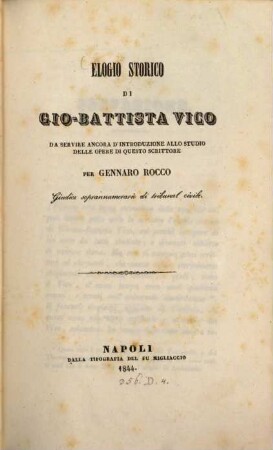 ELOGIO STORICO
DI
GIO-BATTISTA VICO
DA SERVIRE ANCORA D'INTRODUZIONE ALLO STUDIO
DELLE OPERE DI QUESTO SCRITTORE
PER GENNARO ROCCO
Giudice soprannumerario di tribunal civile.
NAPOLI
DALLA TIPOGRAFIA DEL FU MIGLIACCIO
1844.